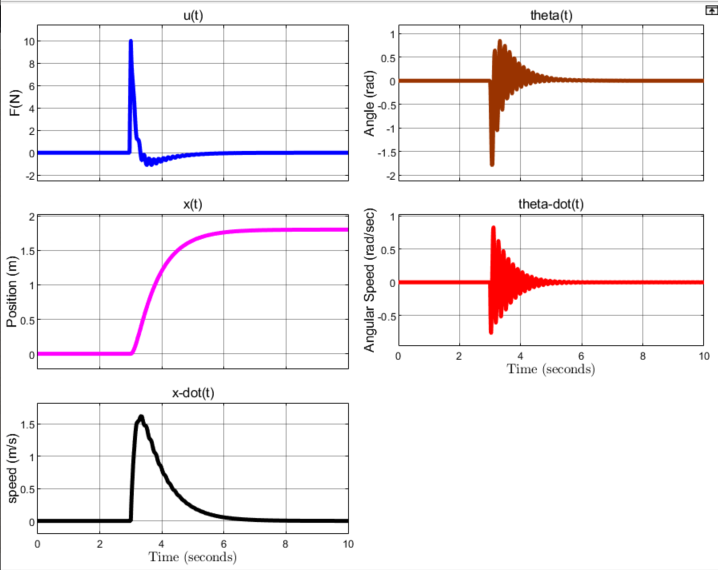 u(t)
F(N)
10
8
6
4
2
0
-2
theta(t)
Angle (rad)
1
0.5
0
-0.5
-1
-1.5
-2
x(t)
Position (m)
2
1.5
1
0.5
0
theta-dot(t)
Angular Speed (rad/sec)
1
0.5
0
-0.5
0 2 4 6 8 10
Time (seconds)
x-dot(t)
speed (m/s)
1.5
1
0.5
0
0 2 4 6 8 10
Time (seconds)